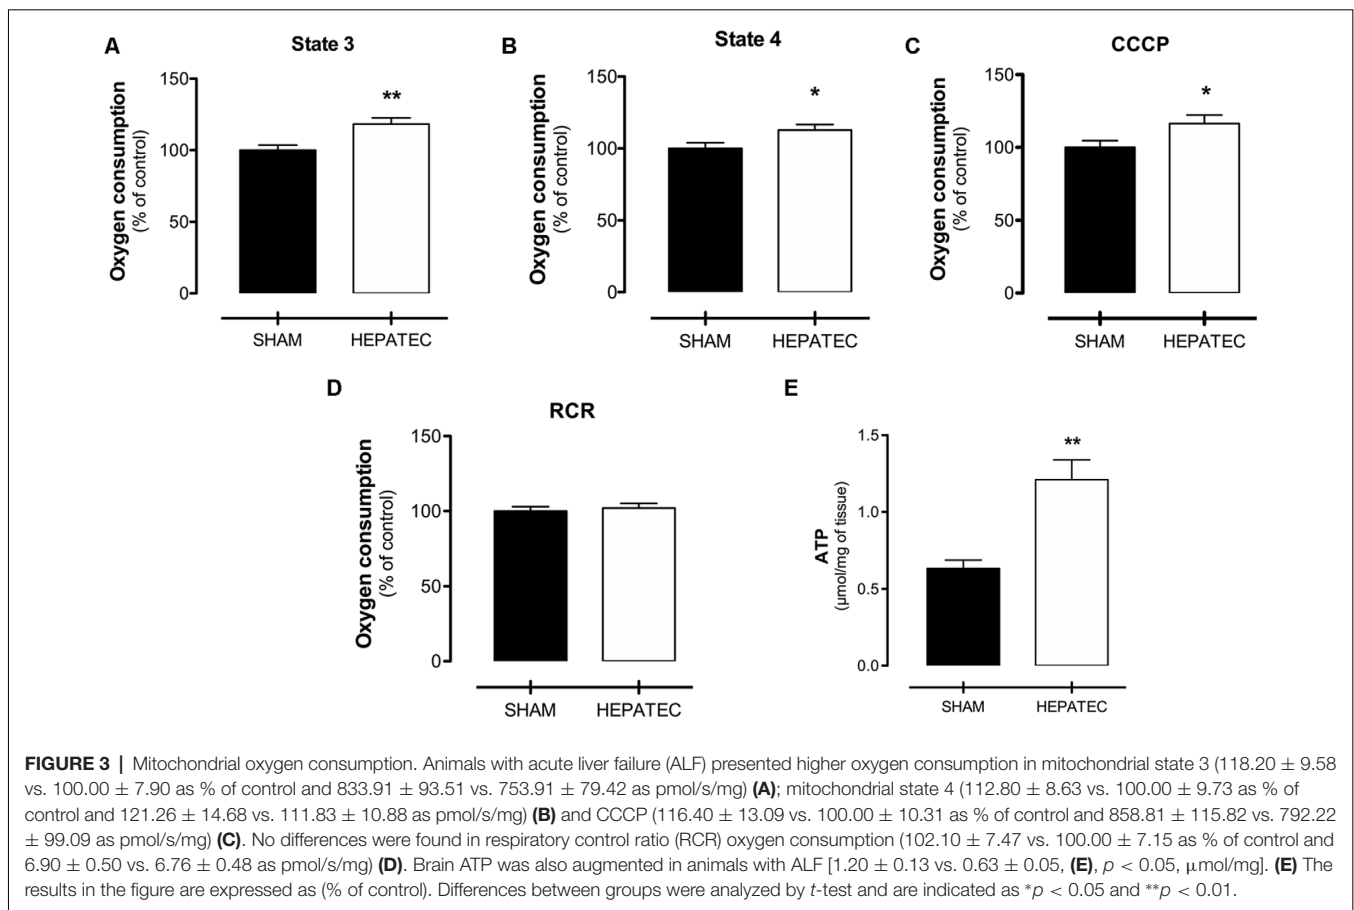 A
State 3
Oxygen consumption
(% of control)
150
**
100
50
0
SHAM
HEPATEC
B
State 4
Oxygen consumption
(% of control)
150
*
100
50
0
SHAM
HEPATEC
C
CCCP
Oxygen consumption
(% of control)
150
*
100
50
0
SHAM
HEPATEC
D
RCR
Oxygen consumption
(% of control)
150
100
50
0
SHAM
HEPATEC
E
ATP
(μmol/mg of tissue)
1.5
**
1.0
0.5
0.0
SHAM
HEPATEC
FIGURE 3 | Mitochondrial oxygen consumption. Animals with acute liver failure (ALF) presented higher oxygen consumption in mitochondrial state 3 (118.20 ± 9.58
vs. 100.00 ± 7.90 as % of control and 833.91 ± 93.51 vs. 753.91 ± 79.42 as pmol/s/mg) (A); mitochondrial state 4 (112.80 ± 8.63 vs. 100.00 ± 9.73 as % of
control and 121.26 ± 14.68 vs. 111.83 ± 10.88 as pmol/s/mg) (B) and CCCP (116.40 ± 13.09 vs. 100.00 ± 10.31 as % of control and 858.81 ± 115.82 vs. 792.22
± 99.09 as pmol/s/mg) (C). No differences were found in respiratory control ratio (RCR) oxygen consumption (102.10 ± 7.47 vs. 100.00 ± 7.15 as % of control and
6.90 ± 0.50 vs. 6.76 ± 0.48 as pmol/s/mg) (D). Brain ATP was also augmented in animals with ALF [1.20 ± 0.13 vs. 0.63 ± 0.05, (E), p < 0.05, μmol/mg]. (E) The
results in the figure are expressed as (% of control). Differences between groups were analyzed by t-test and are indicated as *p < 0.05 and **p < 0.01.